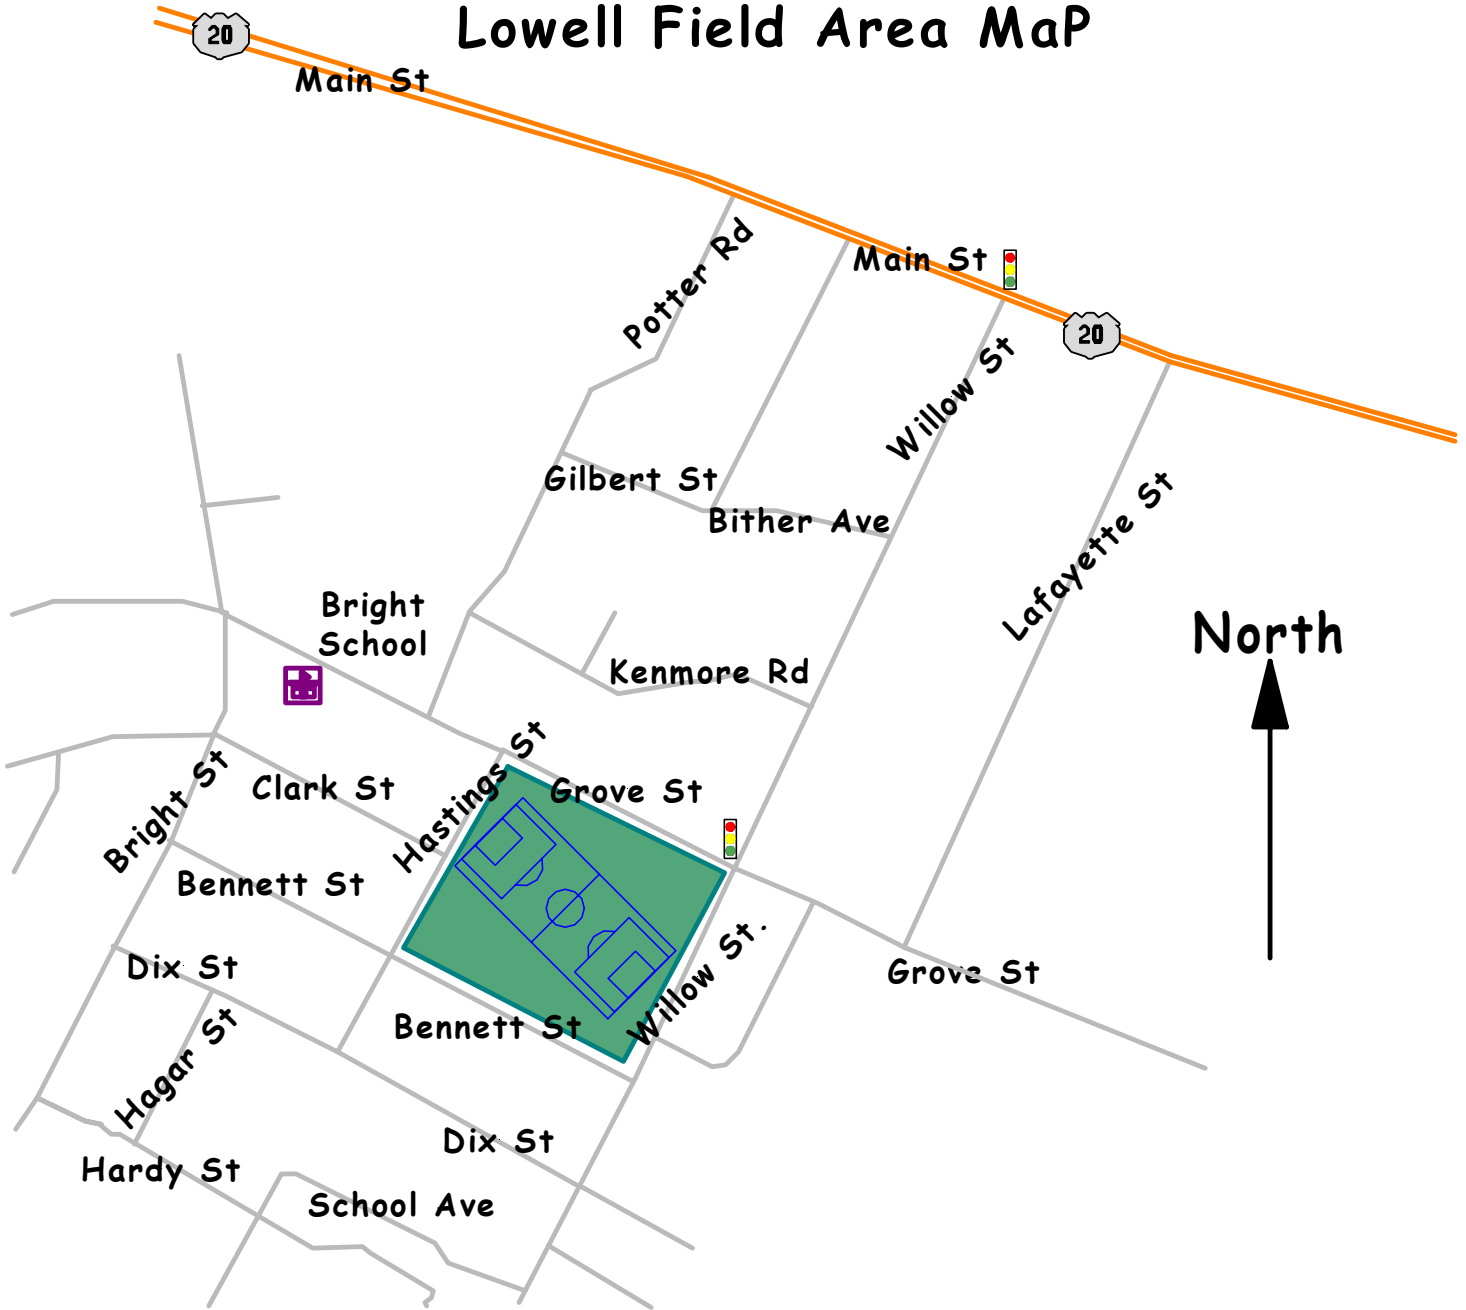 Lowell Field Area MaP
20
Main St
Potter Rd
Main St
20
Willow St
Gilbert St
Bither Ave
Lafayette St
Bright
School
North
Kenmore Rd
Hastings St
Bright St
Clark St
Grove St
Bennett St
Willow St.
Dix St
Grove St
Hagar St
Bennett St
Dix St
Hardy St
School Ave